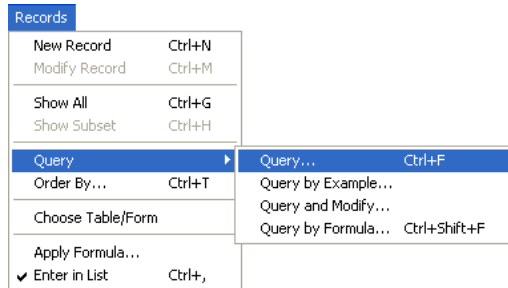 Records
New Record Ctrl+N
Modify Record Ctrl+M
Show All Ctrl+G
Show Subset Ctrl+H
Query
Query... Ctrl+F
Order By... Ctrl+T
Query by Example...
Query and Modify...
Choose Table/Form
Query by Formula... Ctrl+Shift+F
Apply Formula...
Enter in List Ctrl+,